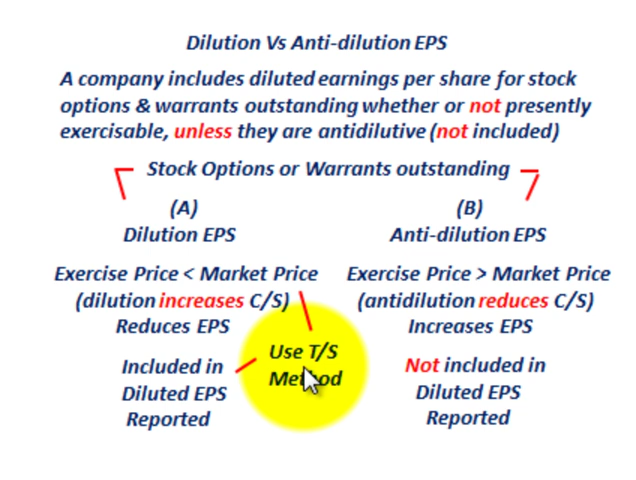 Dilution Vs Anti-dilution EPS
A company includes diluted earnings per share for stock
options & warrants outstanding whether or not presently
exercisable, unless they are antidilutive (not included)
Stock Options or Warrants outstanding
(A)
Dilution EPS
Exercise Price < Market Price
(dilution increases C/S)
Reduces EPS
Included in
Diluted EPS
Reported
Use T/S
Method
(B)
Anti-dilution EPS
Exercise Price > Market Price
(antidilution reduces C/S)
Increases EPS
Not included in
Diluted EPS
Reported